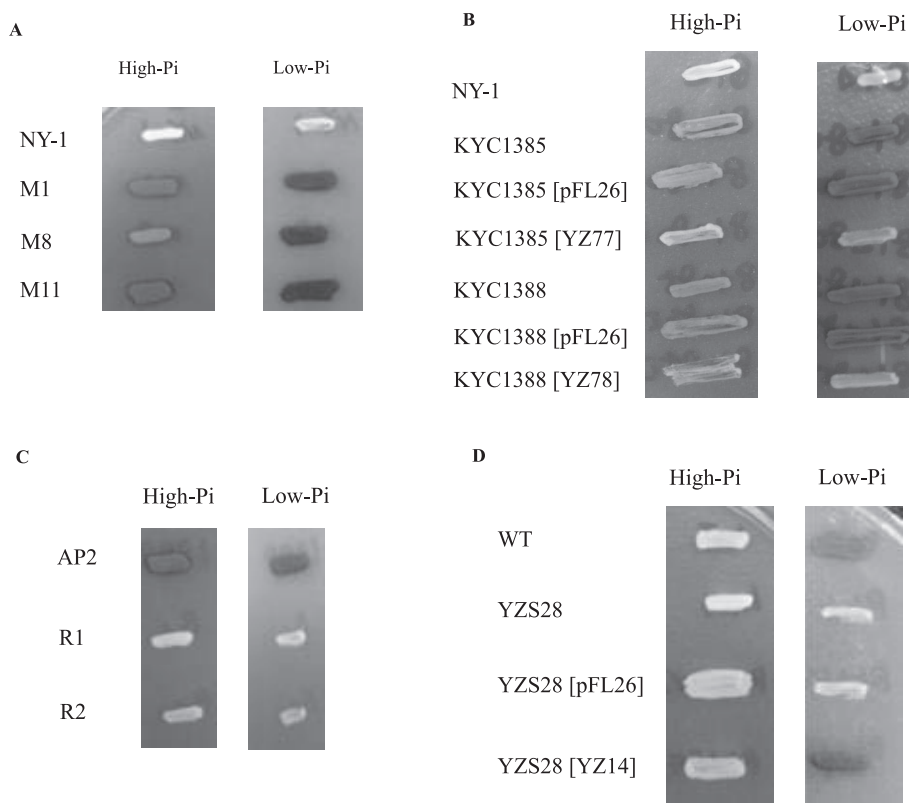 A
High-Pi Low-Pi
NY-1
M1
M8
M11
B
High-Pi Low-Pi
NY-1
KYC1385
KYC1385 [pFL26]
KYC1385 [YZ77]
KYC1388
KYC1388 [pFL26]
KYC1388 [YZ78]
C
High-Pi Low-Pi
AP2
R1
R2
D
High-Pi Low-Pi
WT
YZS28
YZS28 [pFL26]
YZS28 [YZ14]